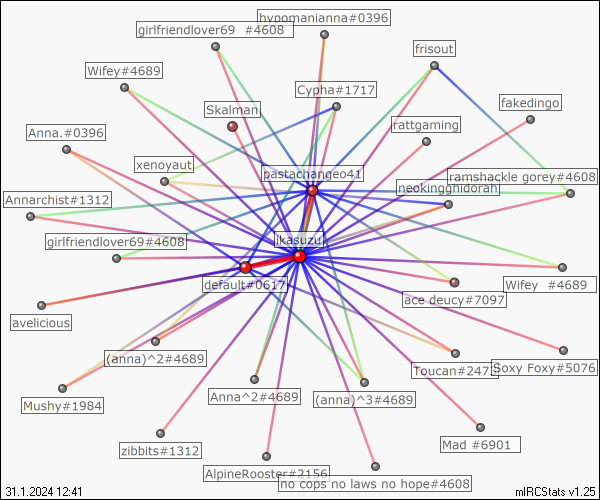 hypomanianna#0396
girlfriendlover69 #4608
frisout
Wifey#4689
Cypha#1717
fakedingo
Skalman
rattgaming
Anna.#0396
xenoyaut
pastachangeo41
ramshackle gorey#4608
neokingghidorah
Annarchist#1312
girlfriendlover69#4608
ikasuzu
default#0617
Wifey #4689
ace deucy#7097
avelicious
(anna)^2#4689
Toucan#247
Soxy Foxy#5076
Anna^2#4689
(anna)^3#4689
Mushy#1984
Mad #6901
zibbits#1312
AlpineRooster#2156
no cops no laws no hope#4608
31.1.2024 12:41
mIRCStats v1.25